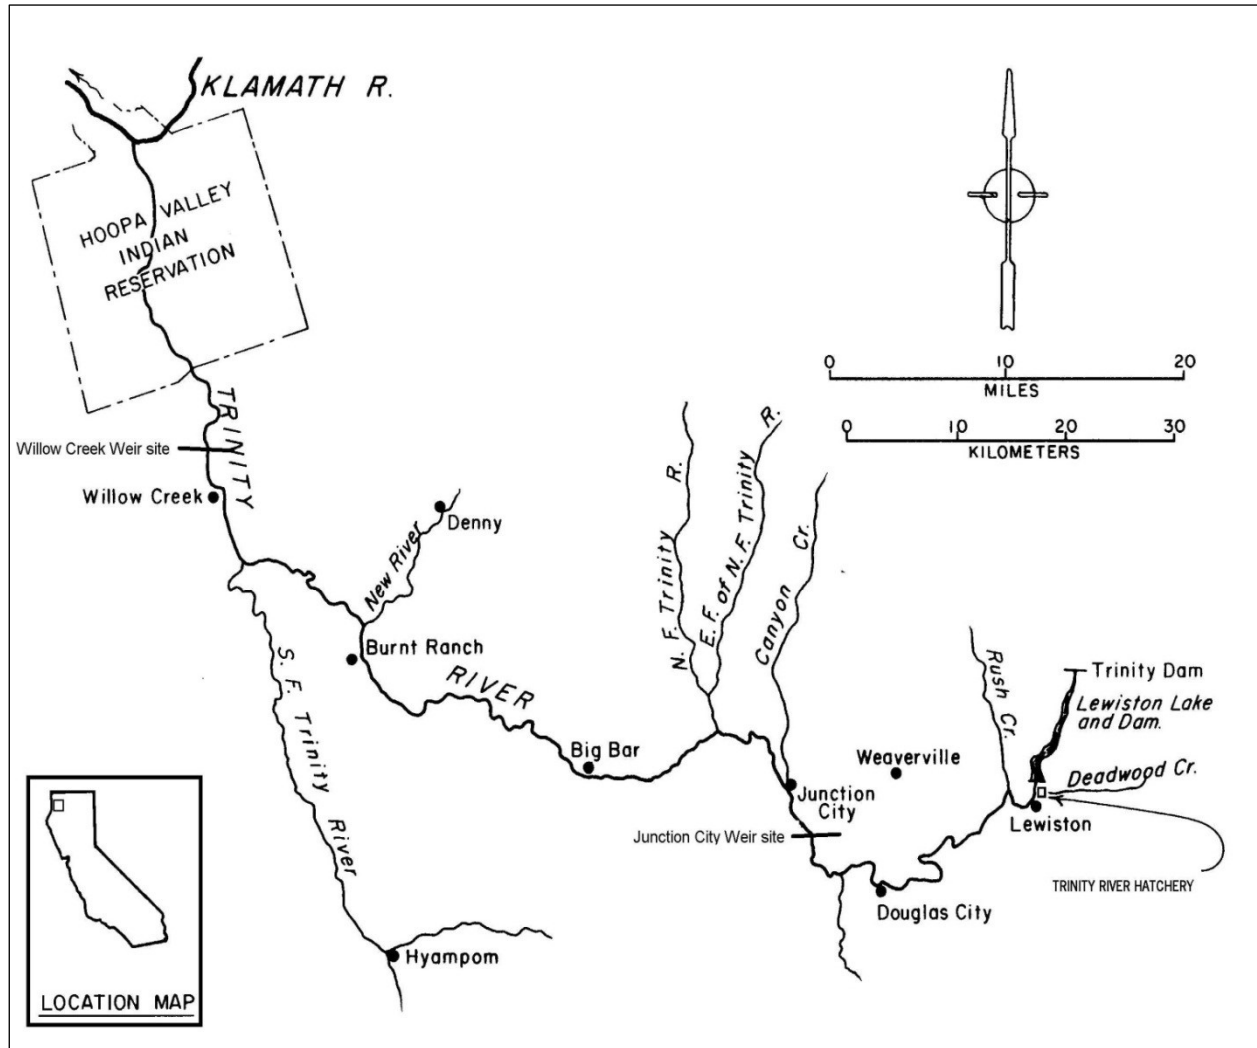 KLAMATH R.
HOOPA VALLEY
INDIAN
RESERVATION
0 10 20
MILES
0 10 20 30
KILOMETERS
TRINITY
Willow Creek Weir site
Willow Creek
Denny
New River
N. F. Trinity R.
E. F. of N. F. Trinity R.
Canyon Cr.
Burnt Ranch
RIVER
S. F. Trinity River
Rush Cr.
Trinity Dam
Lewiston Lake
and Dam.
Big Bar
Weaverville
Deadwood Cr.
Junction
City
Lewiston
Junction City Weir site
TRINITY RIVER HATCHERY
Douglas City
Hyampom
LOCATION MAP